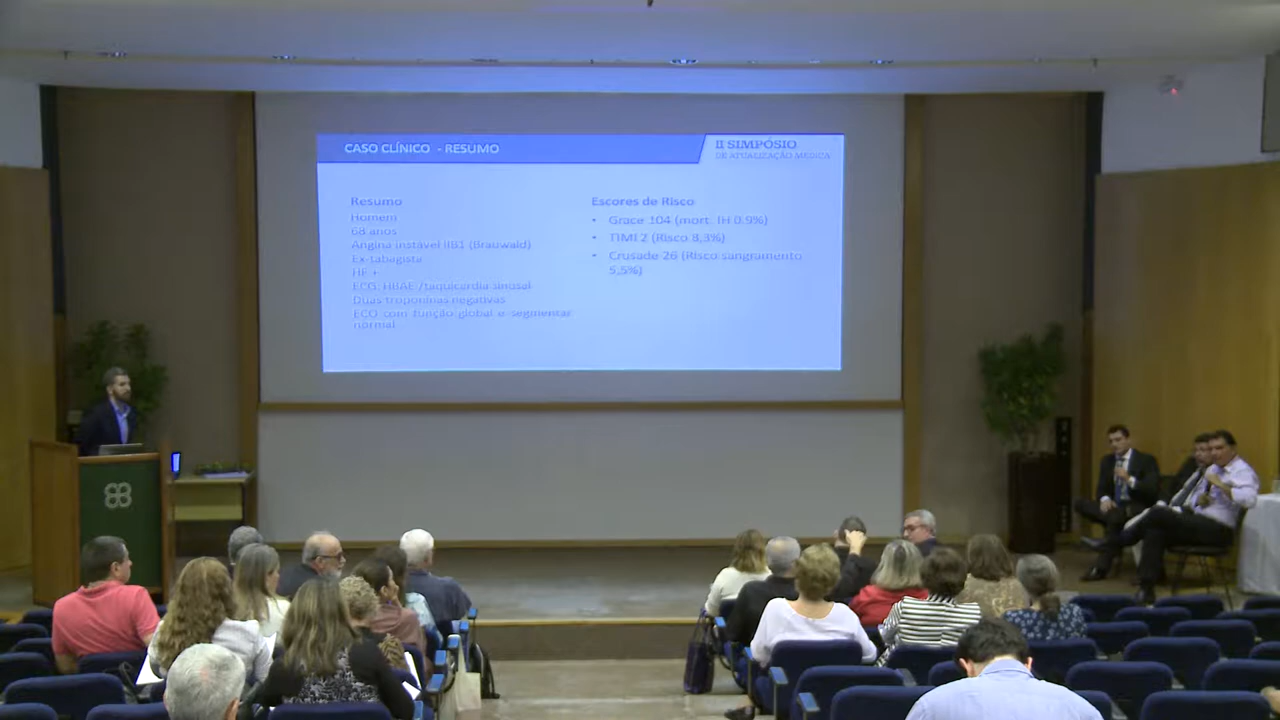 CASO CLÍNICO - RESUMO
II SIMPÓSIO
DE ATUALIZAÇÃO MÉDICA
Resumo
Homem
68 anos
Angina instável IIB1 (Brauwald)
Ex-tabagista
HF +
ECG: HBAE /taquicardia sinusal
Duas troponinas negativas
ECO com função global e segmentar
normal
Escores de Risco
• Grace 104 (mort. IH 0.9%)
• TIMI 2 (Risco 8,3%)
• Crusade 26 (Risco sangramento
5,5%)